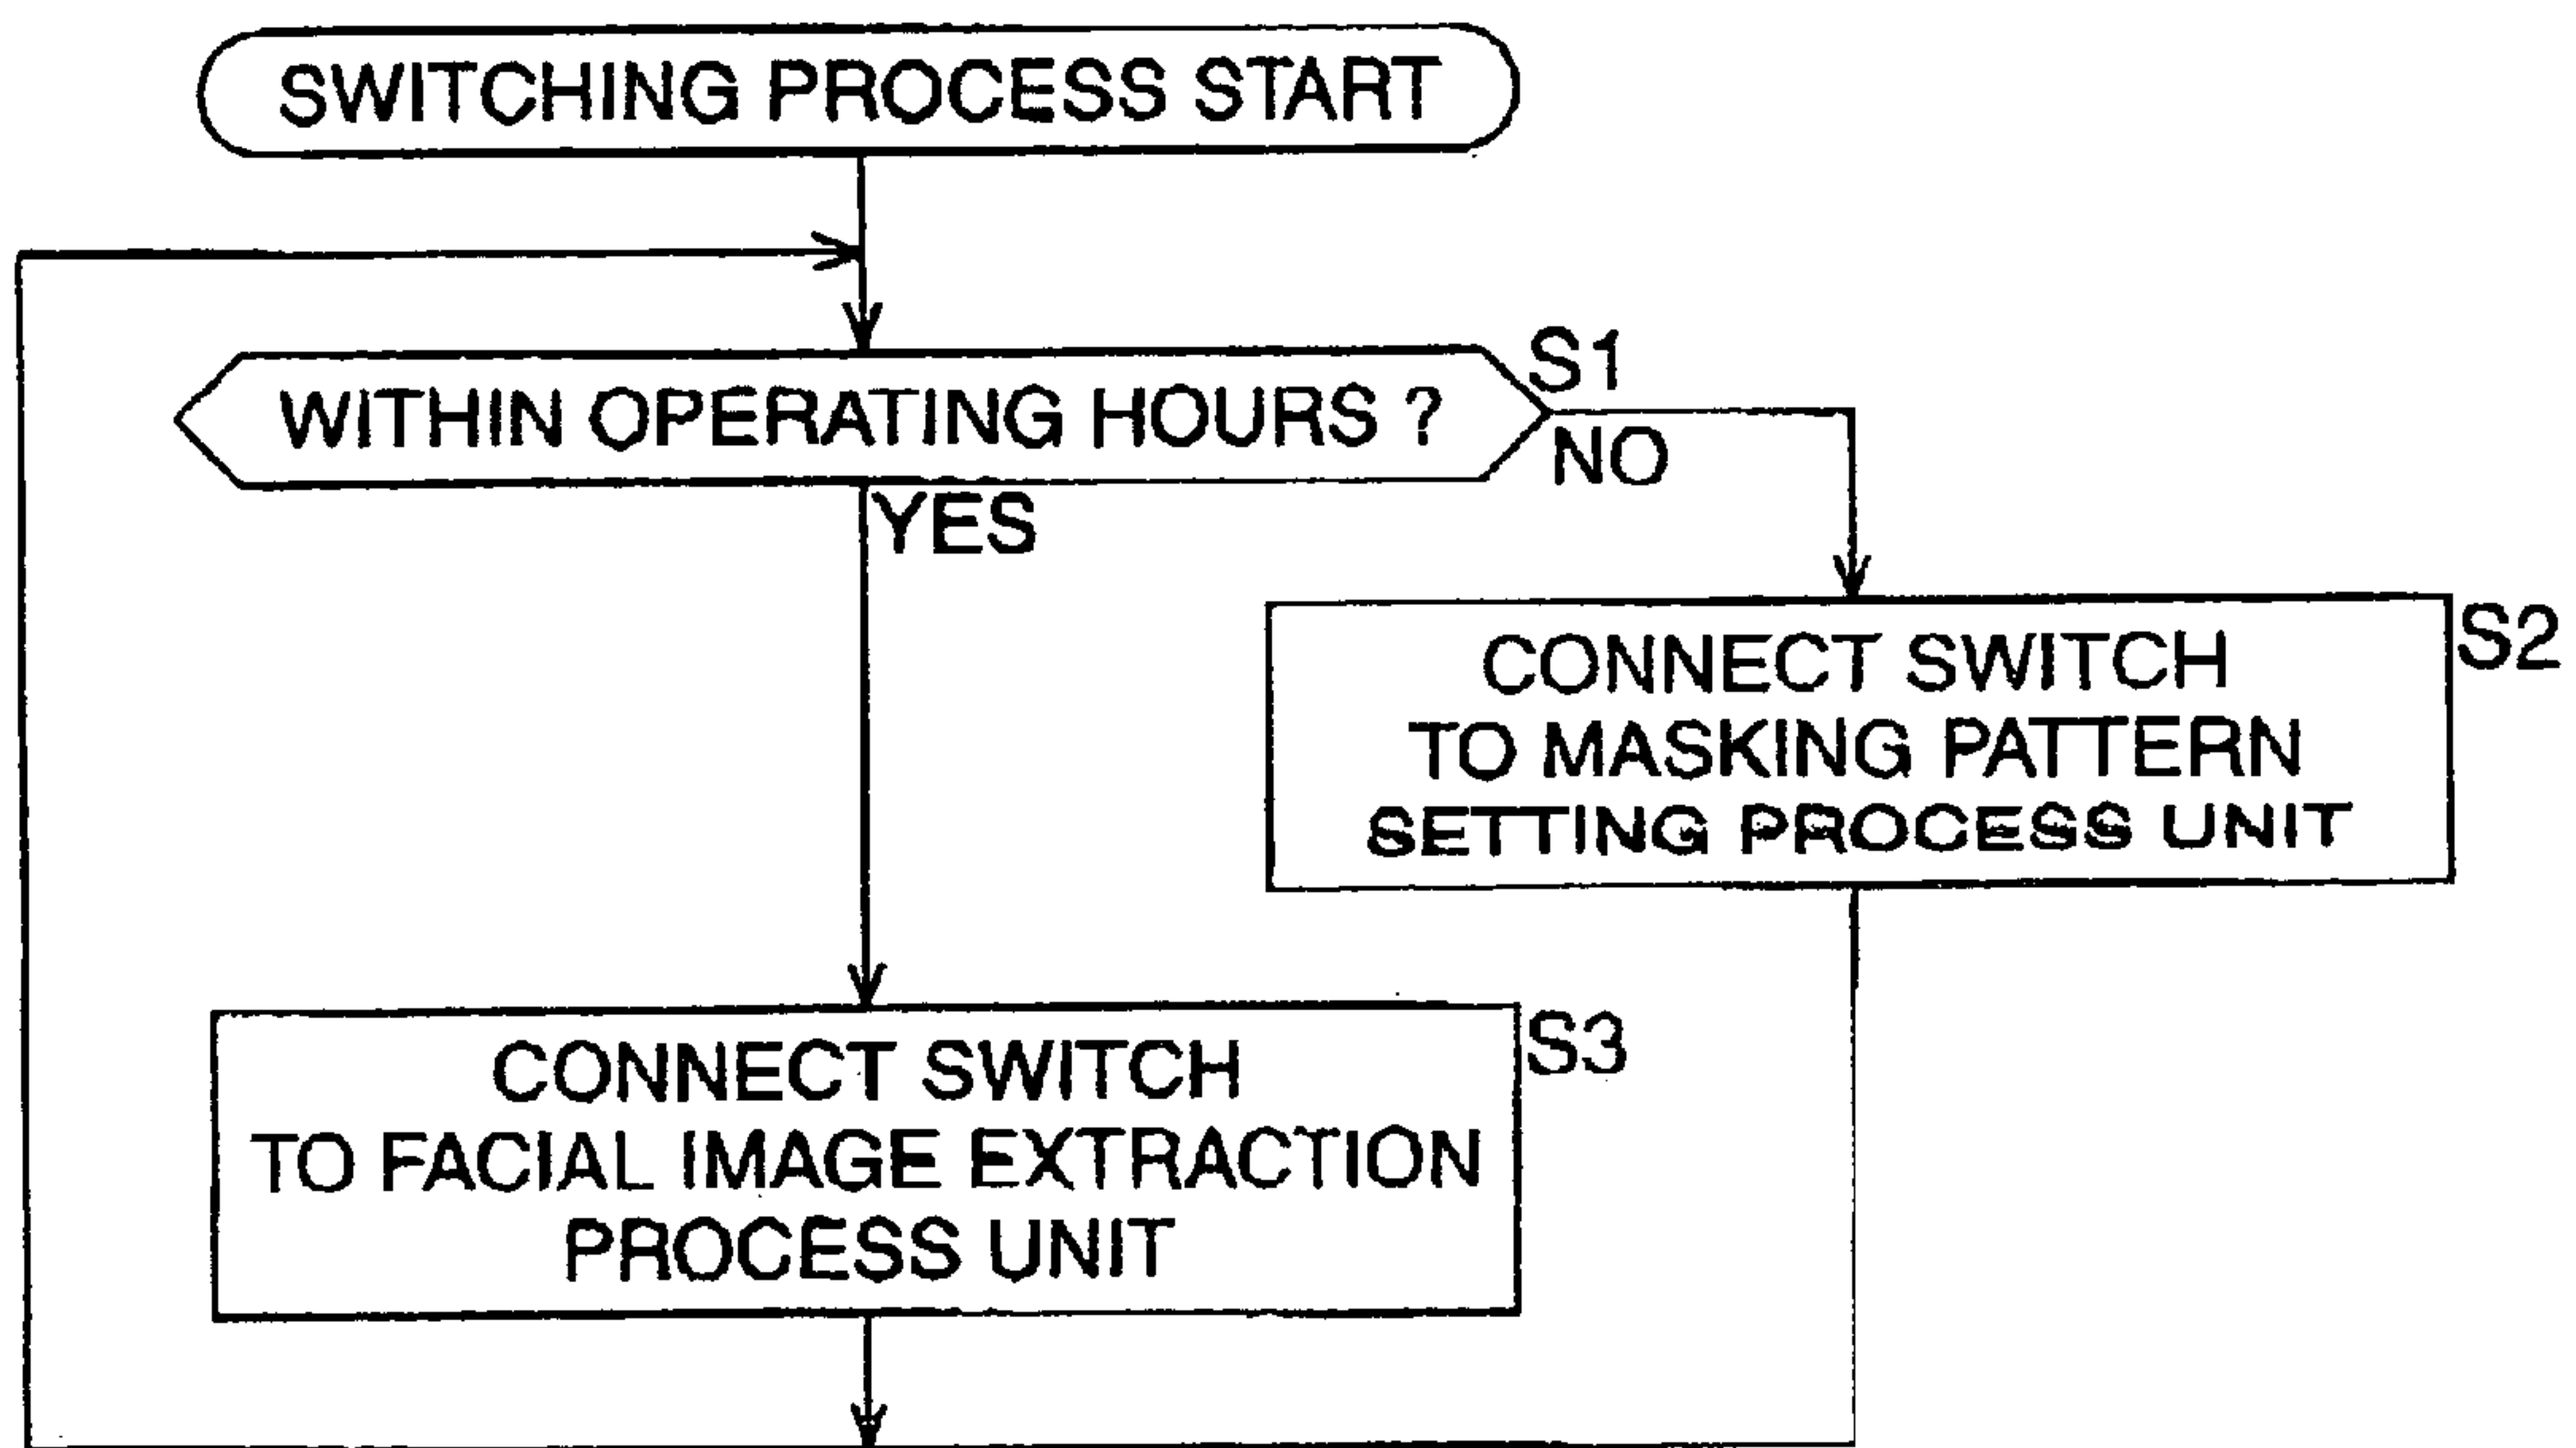 SWITCHING PROCESS START
WITHIN OPERATING HOURS ?
S1
NO
YES
CONNECT SWITCH
TO MASKING PATTERN
SETTING PROCESS UNIT
S2
CONNECT SWITCH
TO FACIAL IMAGE EXTRACTION
PROCESS UNIT
S3